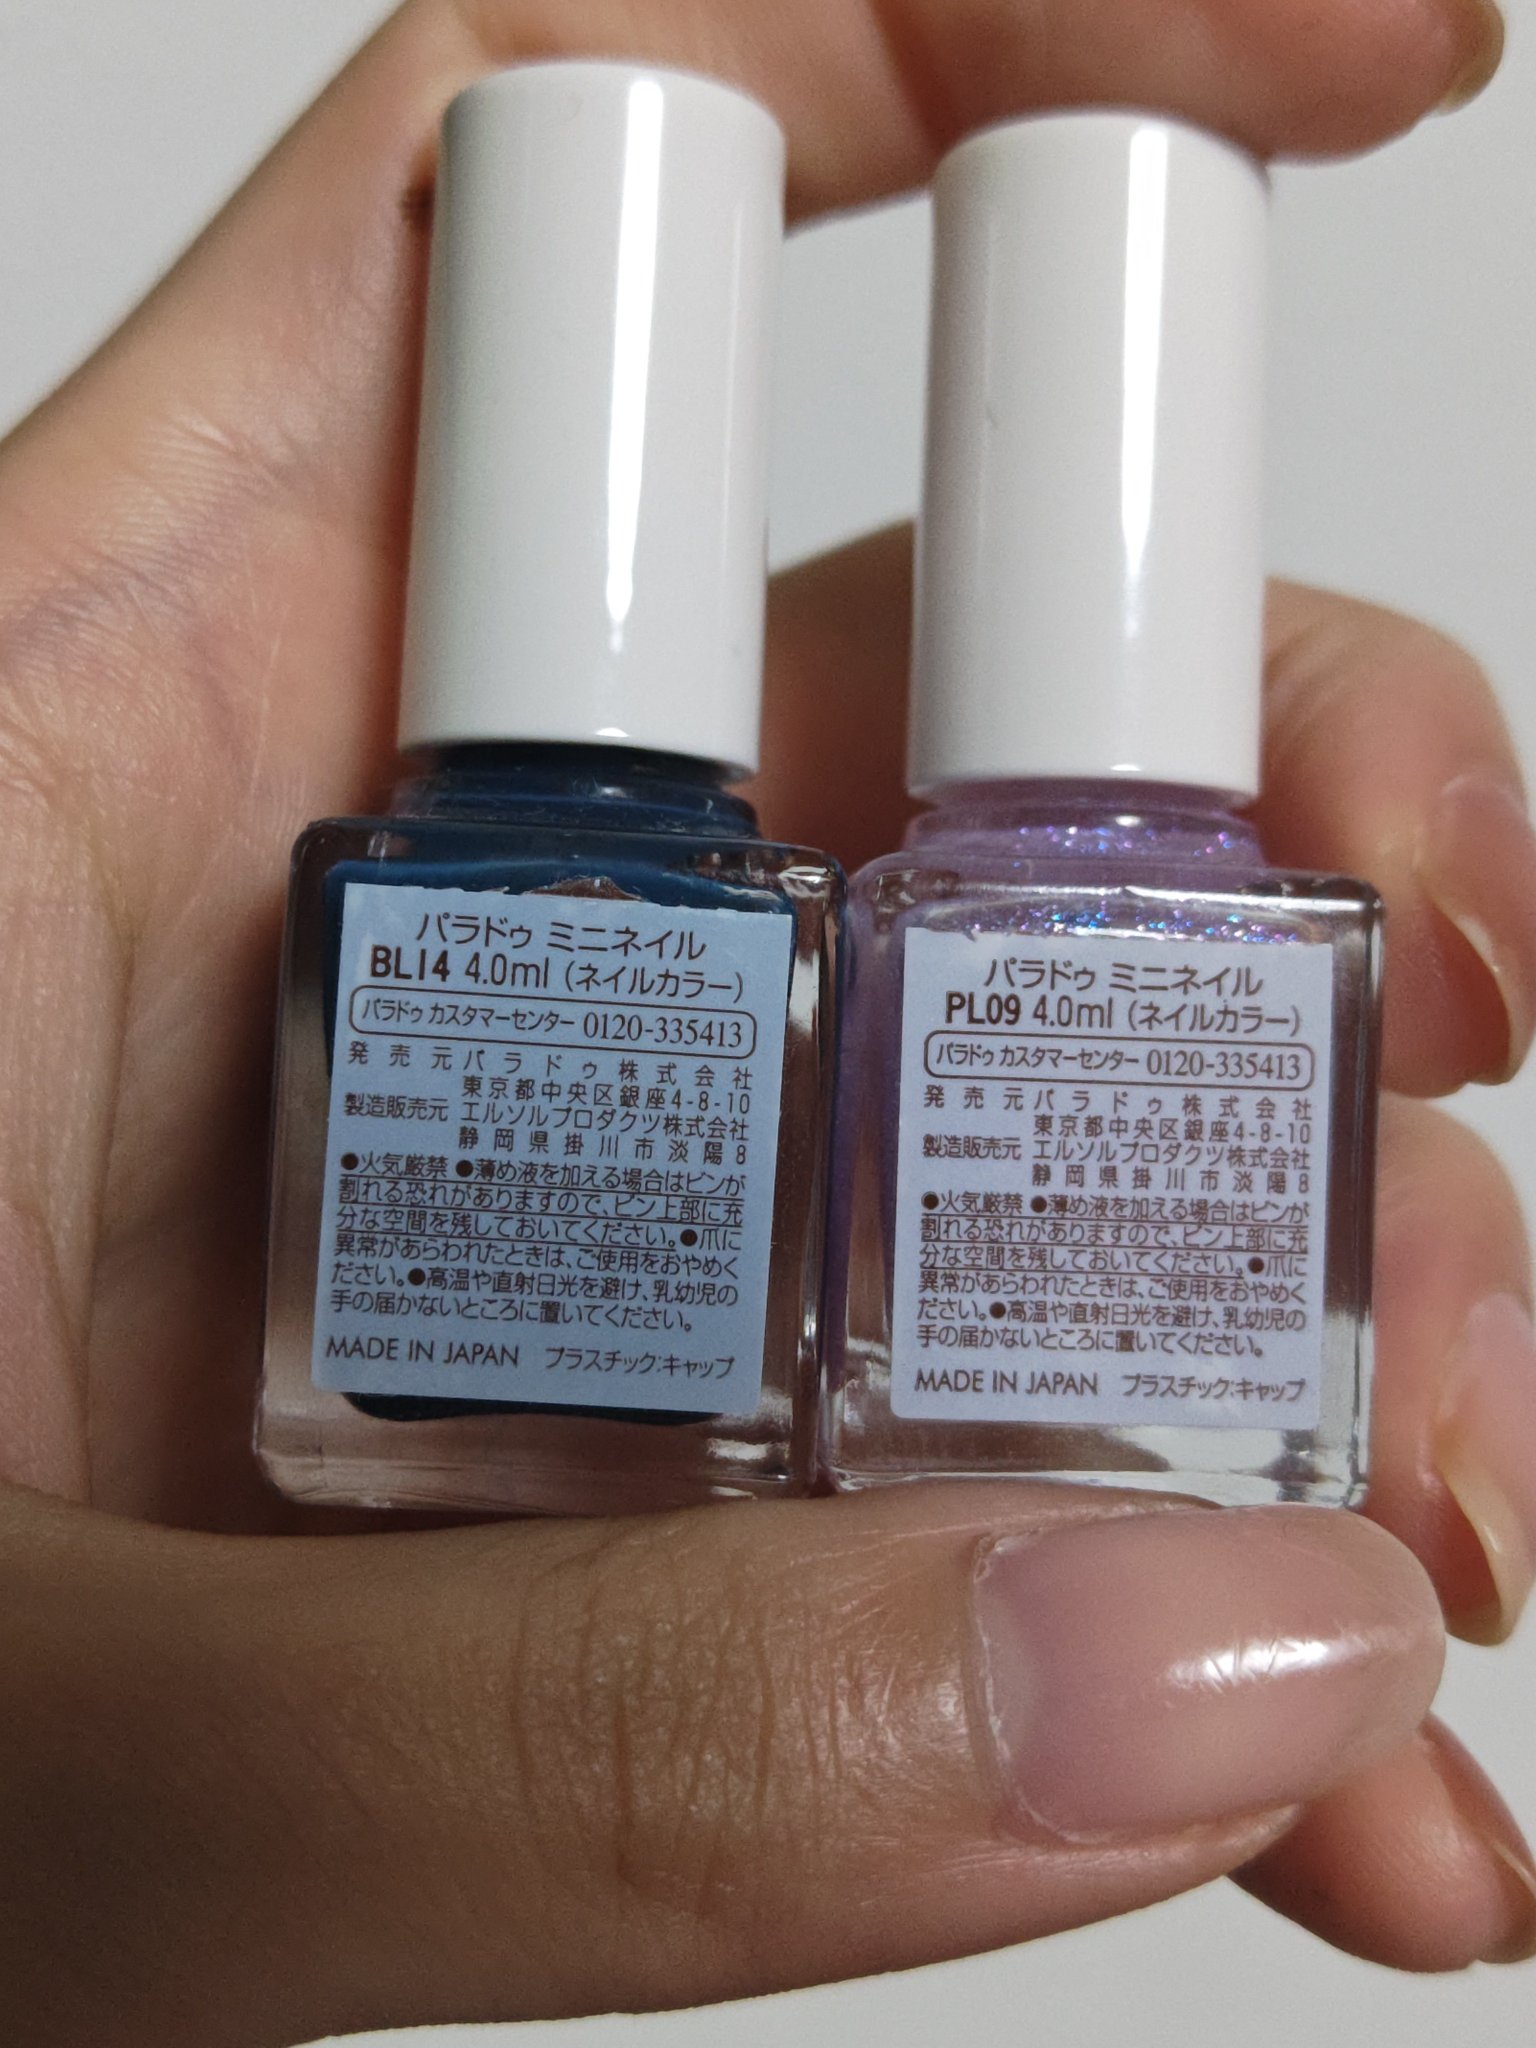 パラドゥ ミニネイル
BL14 4.0ml (ネイルカラー)
パラドゥ カスタマーセンター 0120-335413
発売元 パラドゥ株式会社
東京都中央区銀座4-8-10
製造販売元 エルソルプロダクツ株式会社
静岡県掛川市淡陽8
●火気厳禁 ●薄め液を加える場合はビンが
割れる恐れがありますので、ビン上部に充
分な空間を残しておいてください。●爪に
異常があらわれたときは、ご使用をおやめく
ださい。●高温や直射日光を避け、乳幼児の
手の届かないところに置いてください。
MADE IN JAPAN プラスチック:キャップ
パラドゥ ミニネイル
PL09 4.0ml (ネイルカラー)
パラドゥ カスタマーセンター 0120-335413
発売元 パラドゥ株式会社
東京都中央区銀座4-8-10
製造販売元 エルソルプロダクツ株式会社
静岡県掛川市淡陽8
●火気厳禁 ●薄め液を加える場合はビンが
割れる恐れがありますので、ビン上部に充
分な空間を残しておいてください。●爪に
異常があらわれたときは、ご使用をおやめく
ださい。●高温や直射日光を避け、乳幼児の
手の届かないところに置いてください。
MADE IN JAPAN プラスチック:キャップ